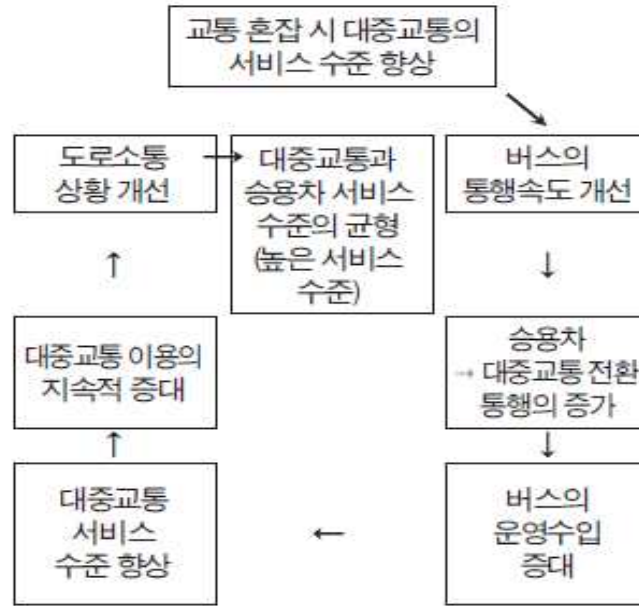 교통 혼잡 시 대중교통의
서비스 수준 향상
도로소통
상황 개선
→
대중교통과
승용차 서비스
수준의 균형
(높은 서비스
수준)
버스의
통행속도 개선
↑
↓
대중교통 이용의
지속적 증대
승용차
→ 대중교통 전환
통행의 증가
↑
↓
대중교통
서비스
수준 향상
←
버스의
운영수입
증대